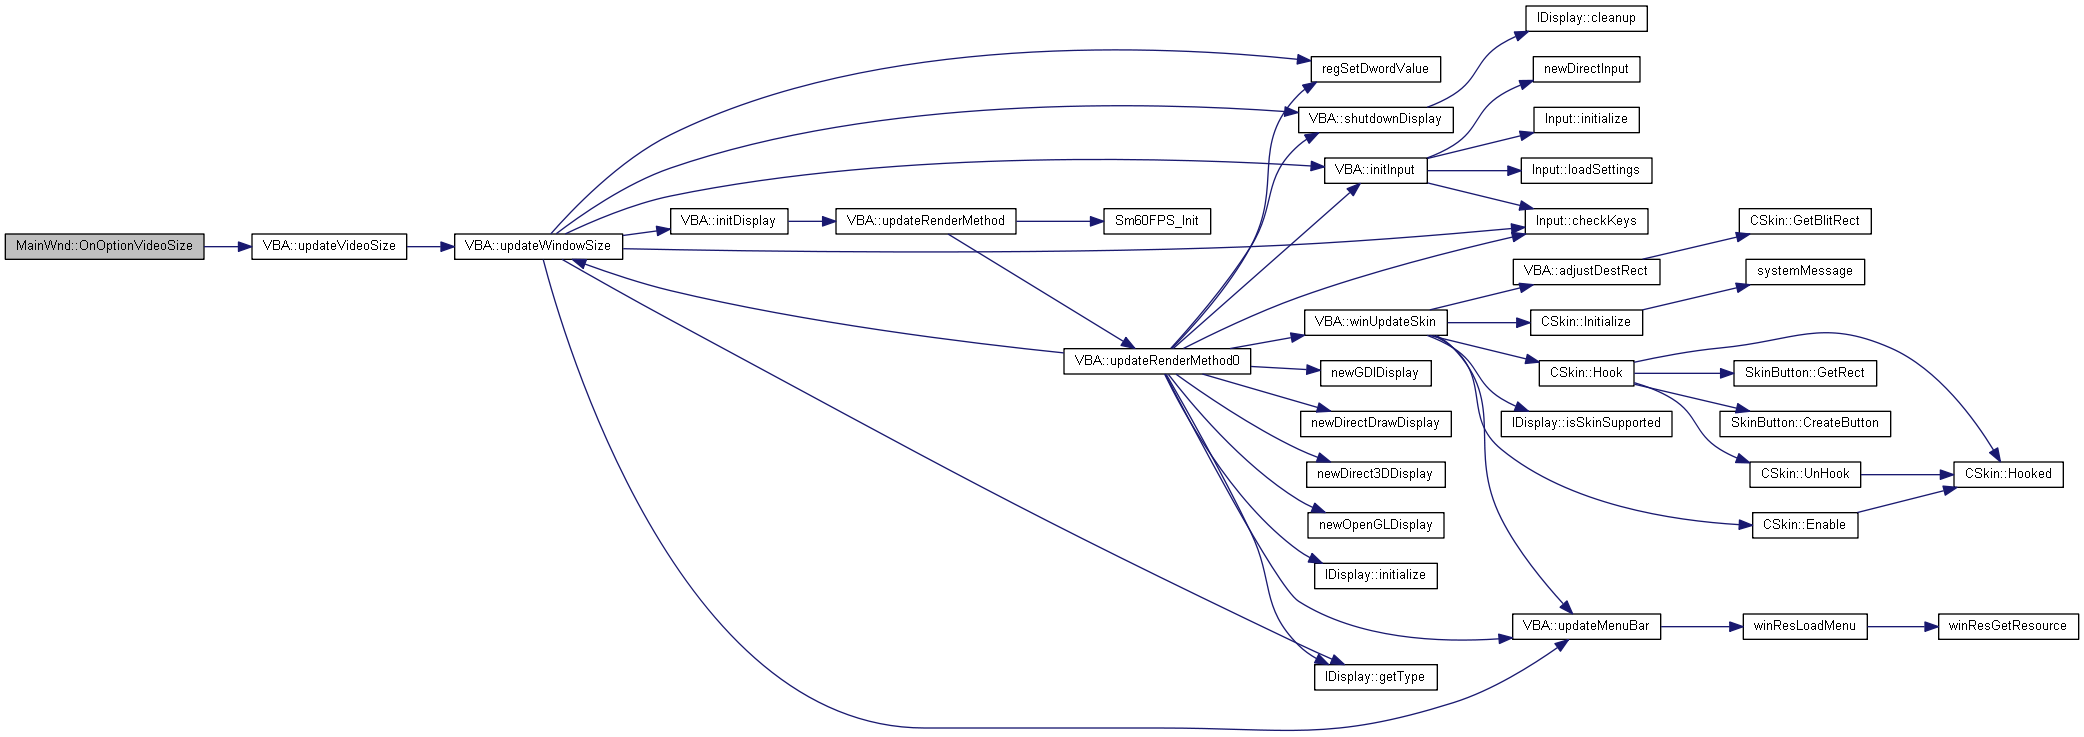 IDisplay::cleanup
regSetDwordValue
newDirectInput
VBA::shutdownDisplay
Input::initialize
VBA::initInput
Input::loadSettings
VBA::initDisplay
VBA::updateRenderMethod
Sm60FPS_Init
Input::checkKeys
CSkin::GetBlitRect
MainWnd::OnOptionVideoSize
VBA::updateVideoSize
VBA::updateWindowSize
VBA::adjustDestRect
systemMessage
VBA::winUpdateSkin
CSkin::Initialize
VBA::updateRenderMethod0
newGDIDisplay
CSkin::Hook
SkinButton::GetRect
newDirectDrawDisplay
IDisplay::isSkinSupported
SkinButton::CreateButton
newDirect3DDisplay
CSkin::UnHook
CSkin::Hooked
newOpenGLDisplay
CSkin::Enable
IDisplay::initialize
VBA::updateMenuBar
winResLoadMenu
winResGetResource
IDisplay::getType